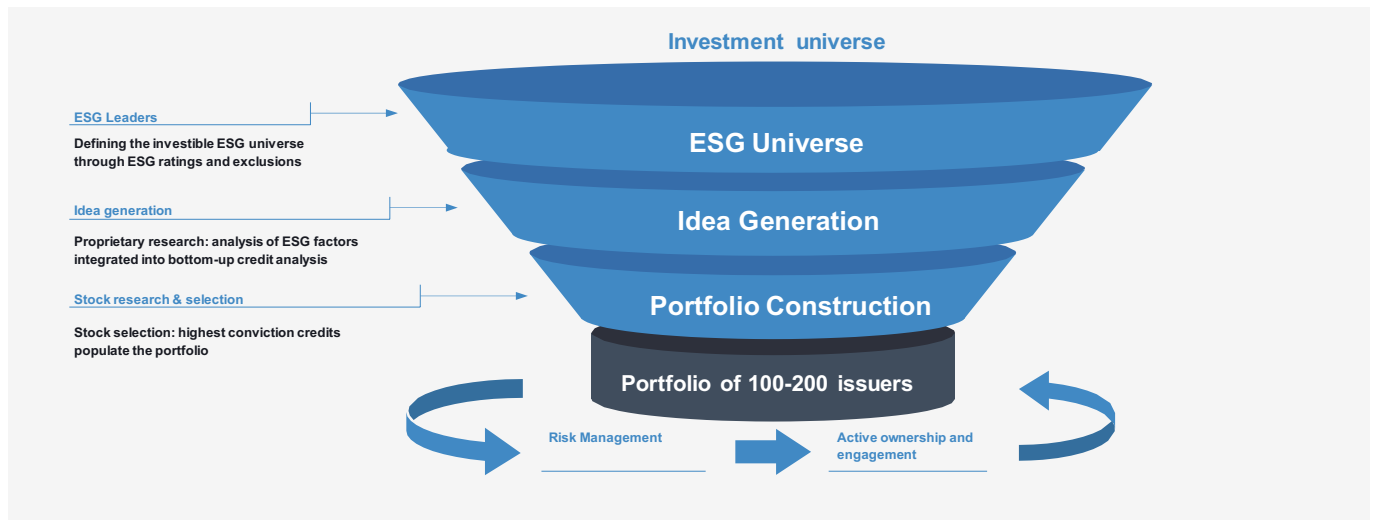 Investment universe
ESG Leaders
Defining the investible ESG universe
through ESG ratings and exclusions
ESG Universe
Idea generation
Proprietary research: analysis of ESG factors
integrated into bottom-up credit analysis
Idea Generation
Stock research & selection
Stock selection: highest conviction credits
populate the portfolio
Portfolio Construction
Portfolio of 100-200 issuers
Risk Management
Active ownership and
engagement